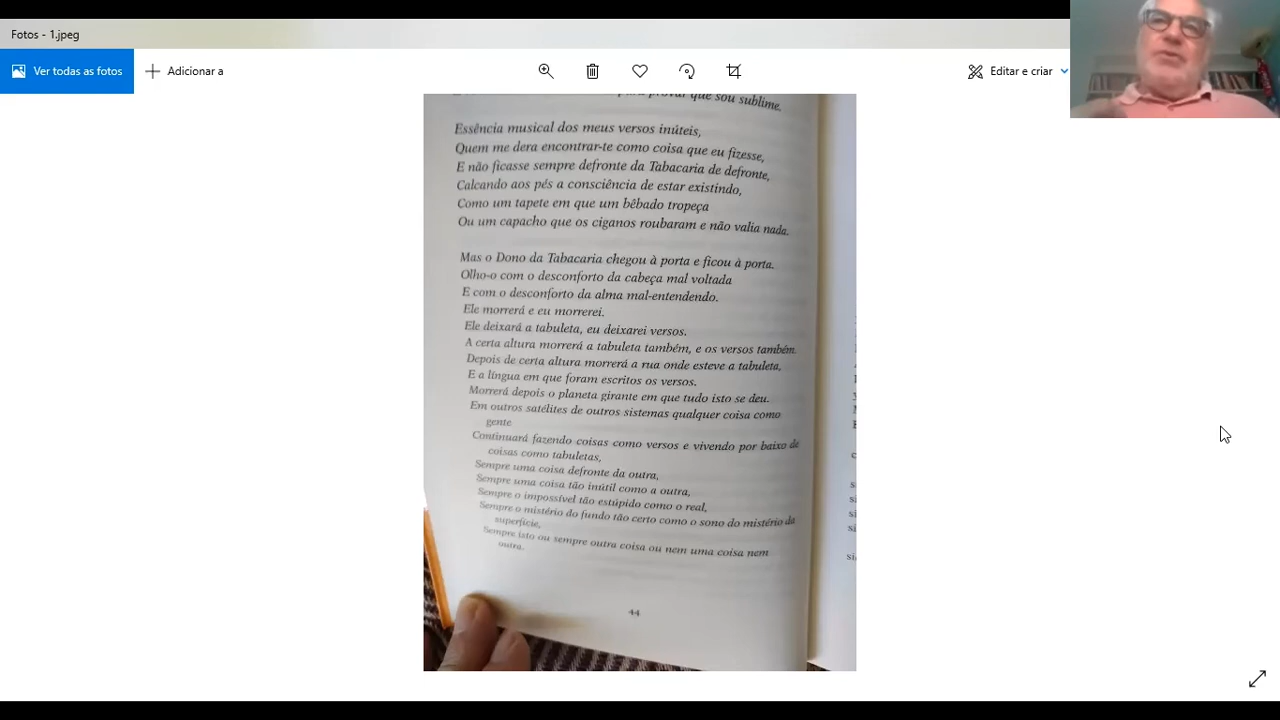 Fotos - 1.jpeg
Ver todas as fotos
Adicionar a
Editar e criar
para provar que sou sublime.
Essência musical dos meus versos inúteis,
Quem me dera encontrar-te como coisa que eu fizesse,
E não ficasse sempre defronte da Tabacaria de defronte,
Calcando aos pés a consciência de estar existindo,
Como um tapete em que um bêbado tropeça
Ou um capacho que os ciganos roubaram e não valia nada.
Mas o Dono da Tabacaria chegou à porta e ficou à porta.
Olho-o com o desconforto da cabeça mal voltada
E com o desconforto da alma mal-entendendo.
Ele morrerá e eu morrerei.
Ele deixará a tabuleta, eu deixarei versos.
A certa altura morrerá a tabuleta também, e os versos também.
Depois de certa altura morrerá a rua onde esteve a tabuleta,
E a língua em que foram escritos os versos.
Morrerá depois o planeta girante em que tudo isto se deu.
Em outros satélites de outros sistemas qualquer coisa como
gente
Continuará fazendo coisas como versos e vivendo por baixo de
coisas como tabuletas,
Sempre uma coisa defronte da outra,
Sempre uma coisa tão inútil como a outra,
Sempre o impossível tão estúpido como o real,
Sempre o mistério do fundo tão certo como o sono do mistério da
superfície,
Sempre isto ou sempre outra coisa ou nem uma coisa nem
outra.
44